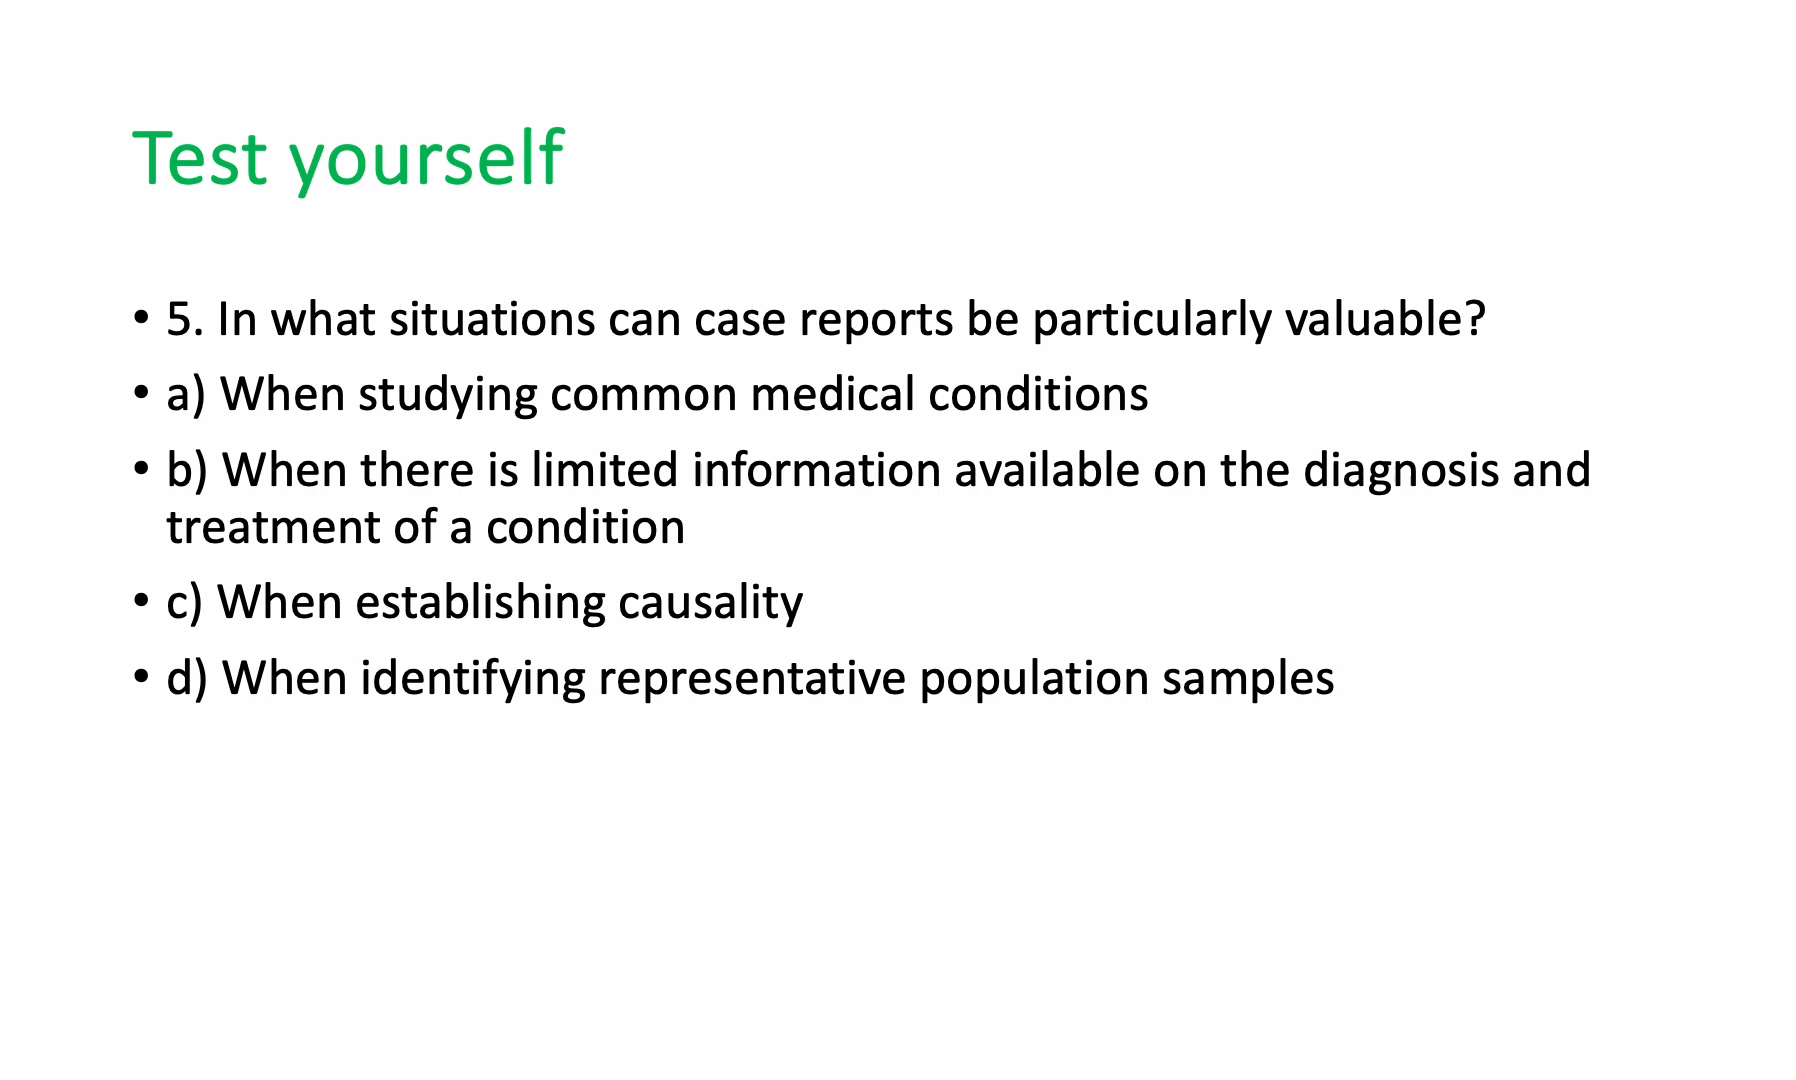 Test yourself
• 5. In what situations can case reports be particularly valuable?
• a) When studying common medical conditions
• b) When there is limited information available on the diagnosis and
treatment of a condition
• c) When establishing causality
• d) When identifying representative population samples